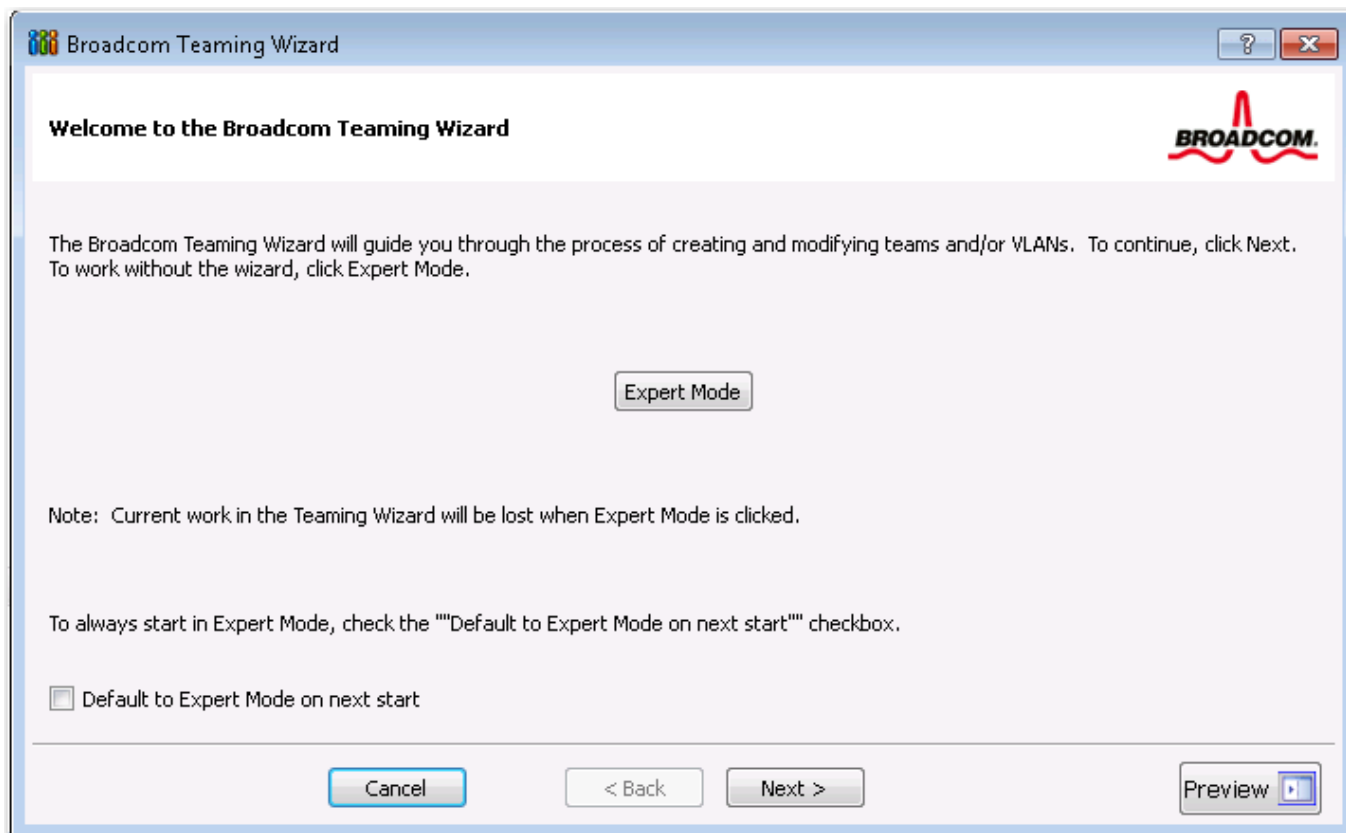 Broadcom Teaming Wizard
?
Welcome to the Broadcom Teaming Wizard
BROADCOM.
The Broadcom Teaming Wizard will guide you through the process of creating and modifying teams and/or VLANs.  To continue, click Next.
To work without the wizard, click Expert Mode.
Expert Mode
Note:  Current work in the Teaming Wizard will be lost when Expert Mode is clicked.
To always start in Expert Mode, check the ""Default to Expert Mode on next start"" checkbox.
Default to Expert Mode on next start
Cancel
< Back
Next >
Preview